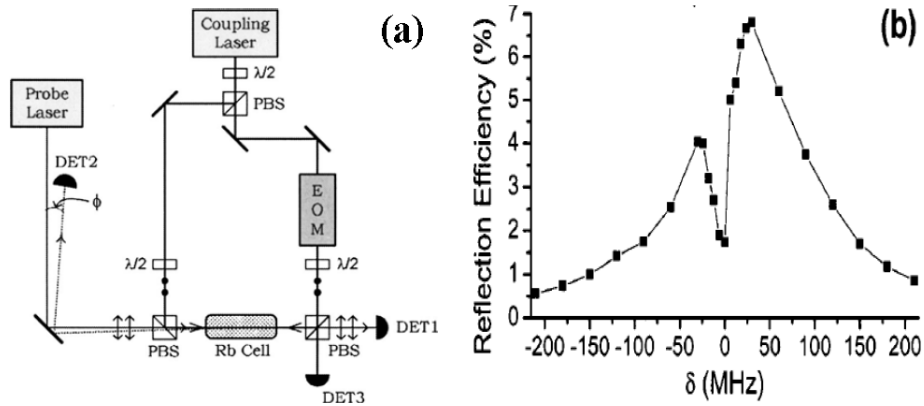 (a)
Coupling
Laser
λ/2
PBS
Probe
Laser
DET2
ϕ
EOM
λ/2
λ/2
PBS
Rb Cell
PBS
DET1
DET3
(b)
Reflection Efficiency (%)
7
6
5
4
3
2
1
0
-200 -150 -100 -50 0 50 100 150 200
δ (MHz)